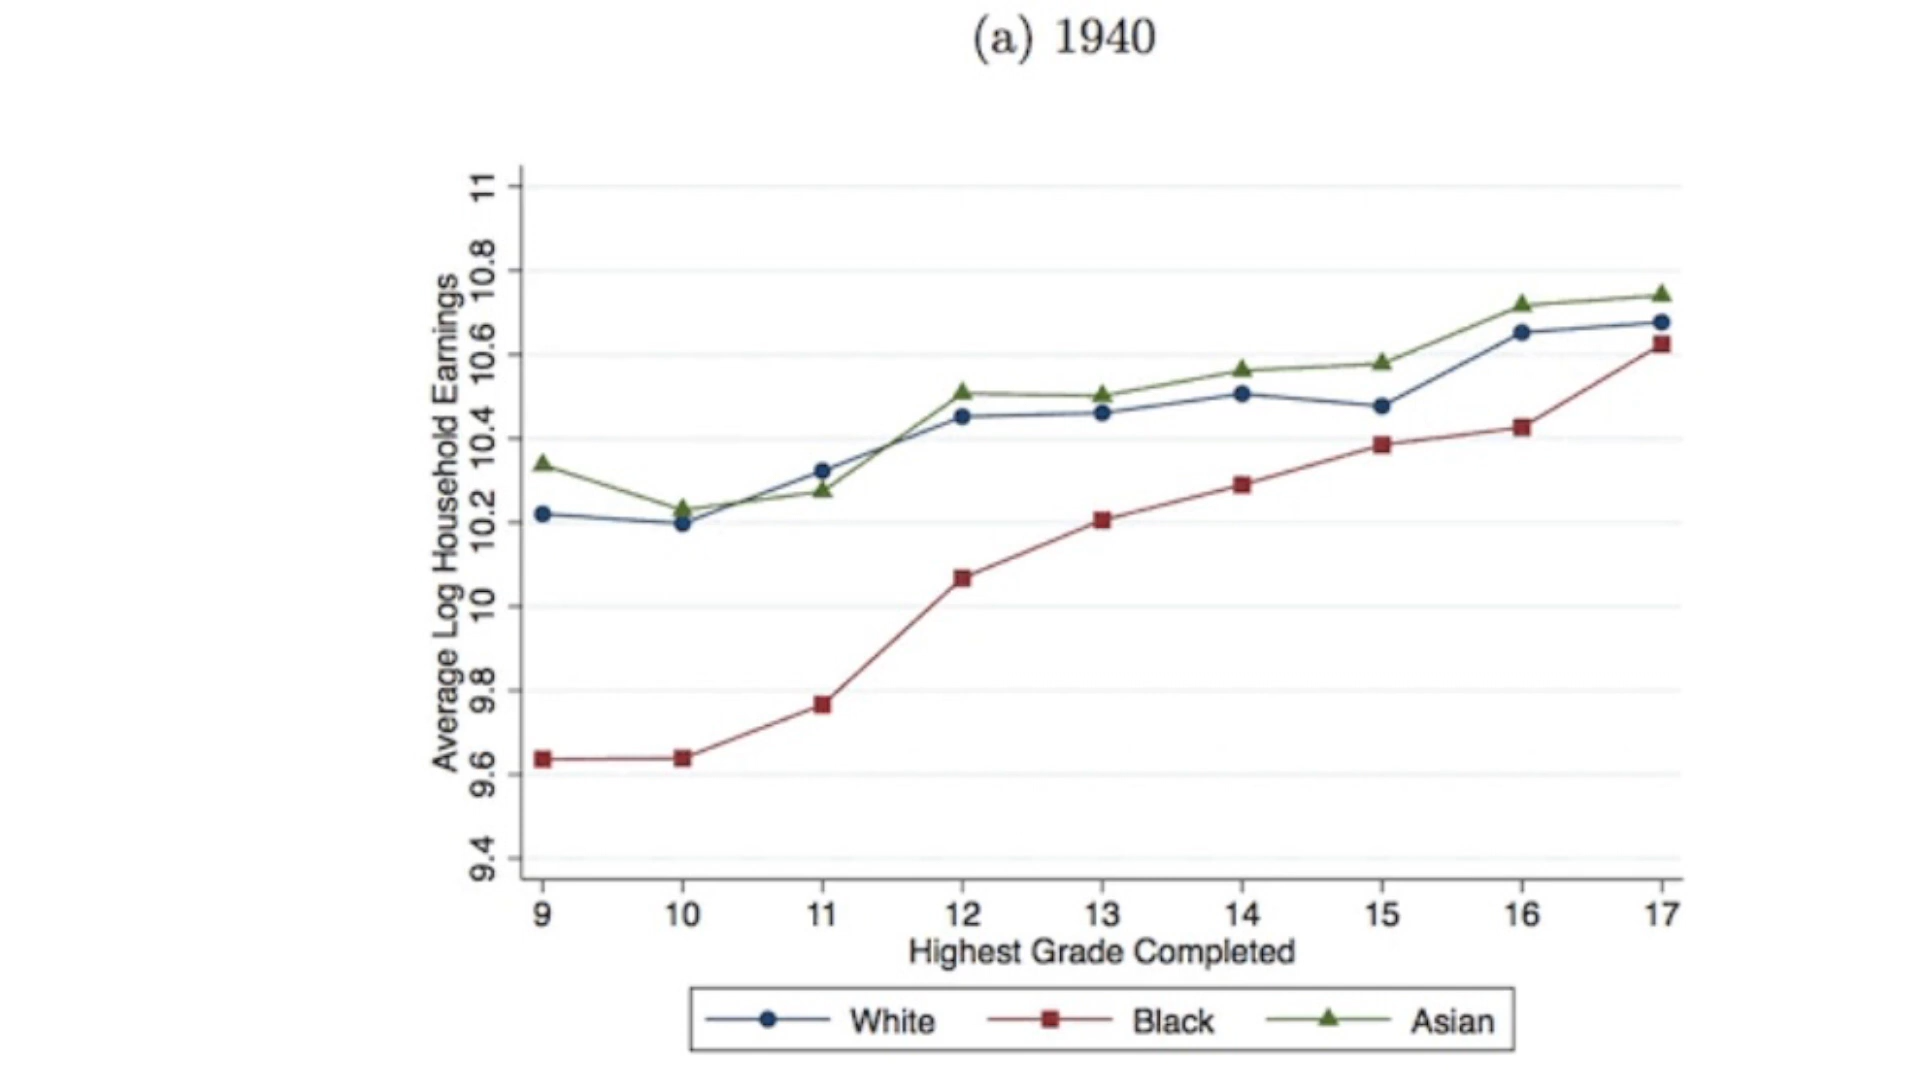 (a) 1940
Average Log Household Earnings
11
10.8
10.6
10.4
10.2
10
9.8
9.6
9.4
9 10 11 12 13 14 15 16 17
Highest Grade Completed
White Black Asian